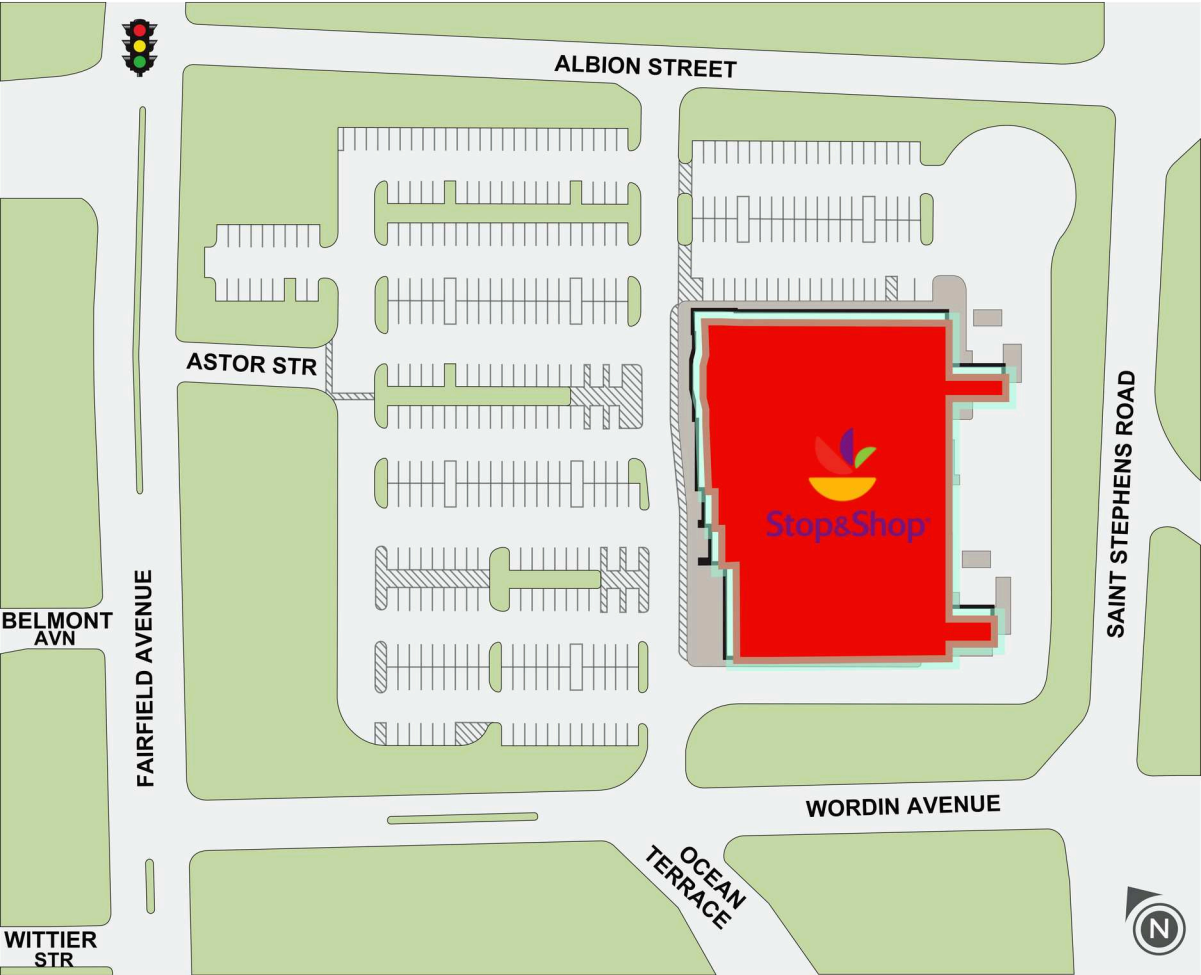 ALBION STREET
ASTOR STR
Stop&Shop
SAINT STEPHENS ROAD
BELMONT
AVN
FAIRFIELD AVENUE
WORDIN AVENUE
OCEAN
TERRACE
WITTIER
STR
N